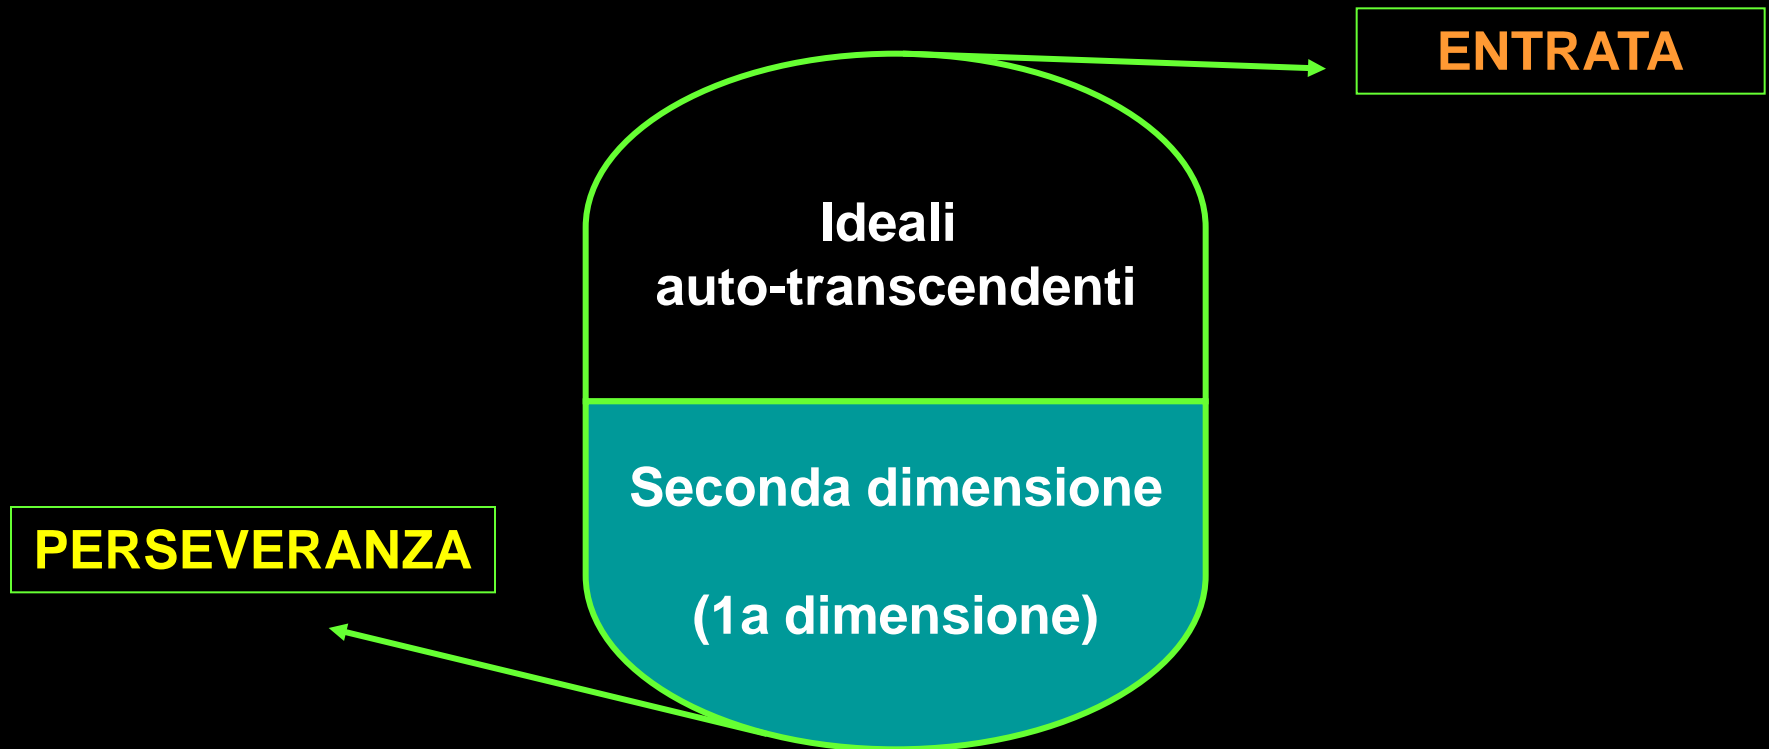 ENTRATA
Ideali
auto-transcendenti
Seconda dimensione
PERSEVERANZA
(1a dimensione)